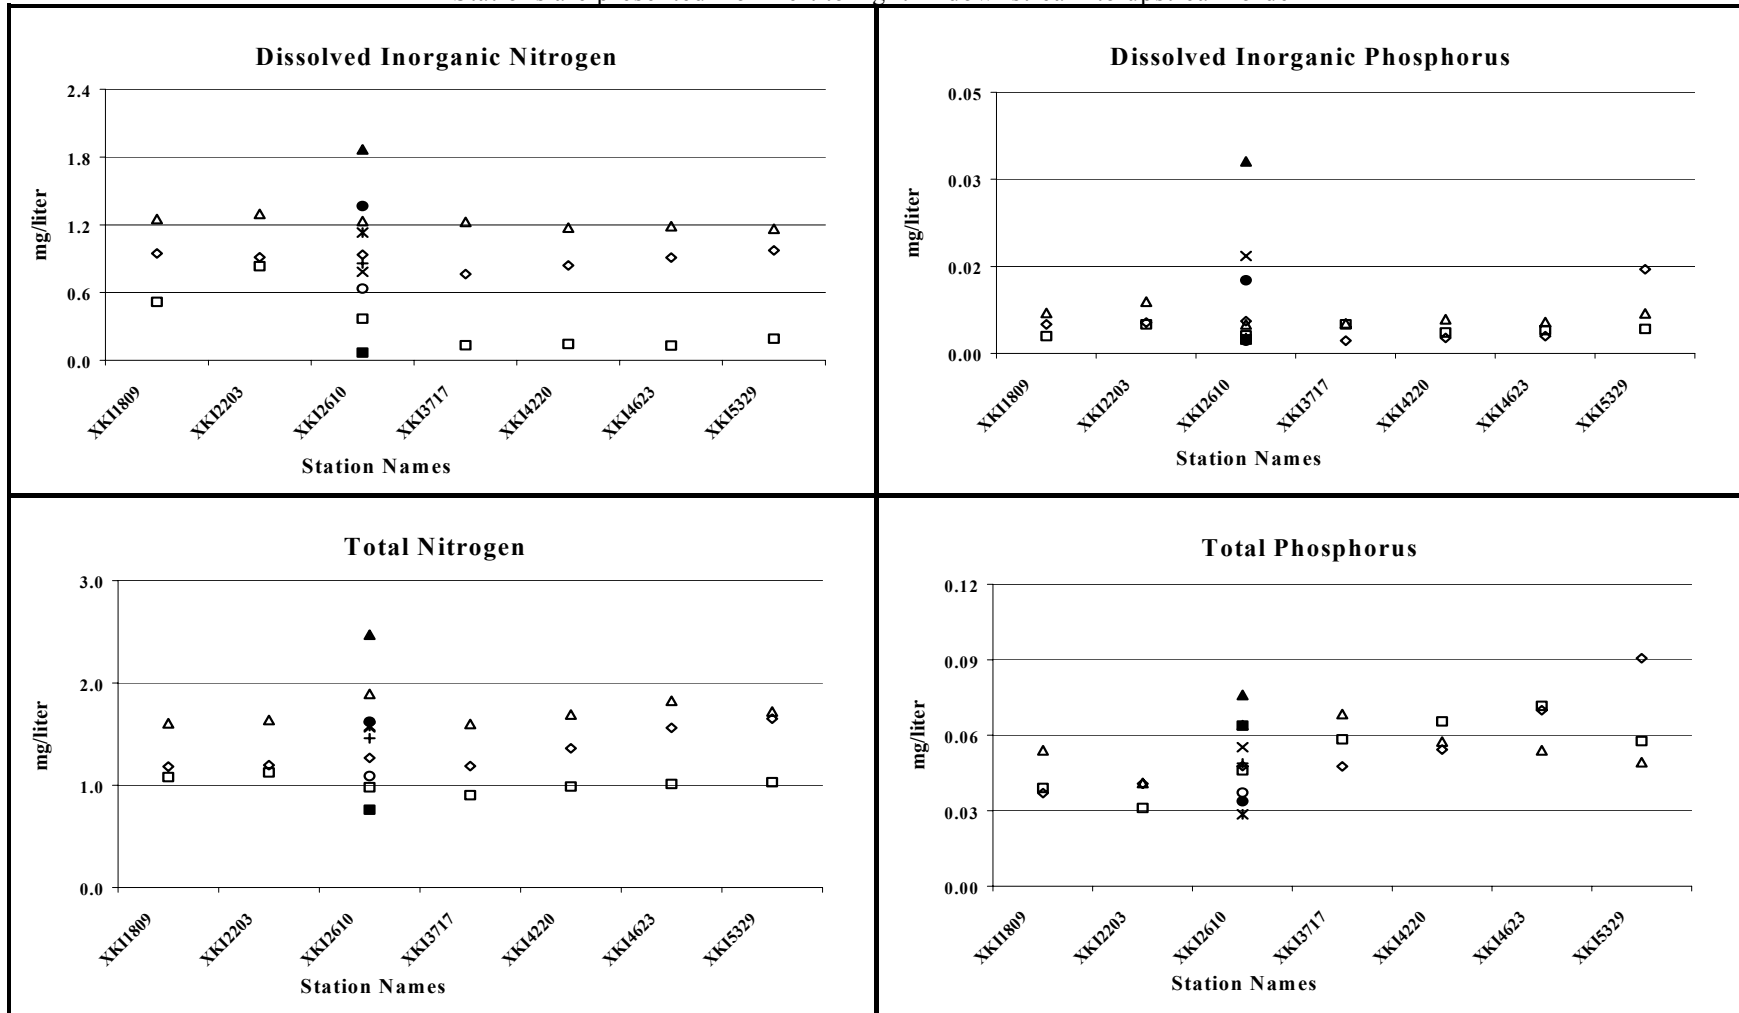 Dissolved Inorganic Nitrogen
2.4
1.8
1.2
0.6
0.0
mg/liter
XKI1809
XKI2203
XKI2610
XKI3717
XKI4220
XKI4623
XKI5329
Station Names
Dissolved Inorganic Phosphorus
0.05
0.03
0.02
0.00
mg/liter
XKI1809
XKI2203
XKI2610
XKI3717
XKI4220
XKI4623
XKI5329
Station Names
Total Nitrogen
3.0
2.0
1.0
0.0
mg/liter
XKI1809
XKI2203
XKI2610
XKI3717
XKI4220
XKI4623
XKI5329
Station Names
Total Phosphorus
0.12
0.09
0.06
0.03
0.00
mg/liter
XKI1809
XKI2203
XKI2610
XKI3717
XKI4220
XKI4623
XKI5329
Station Names